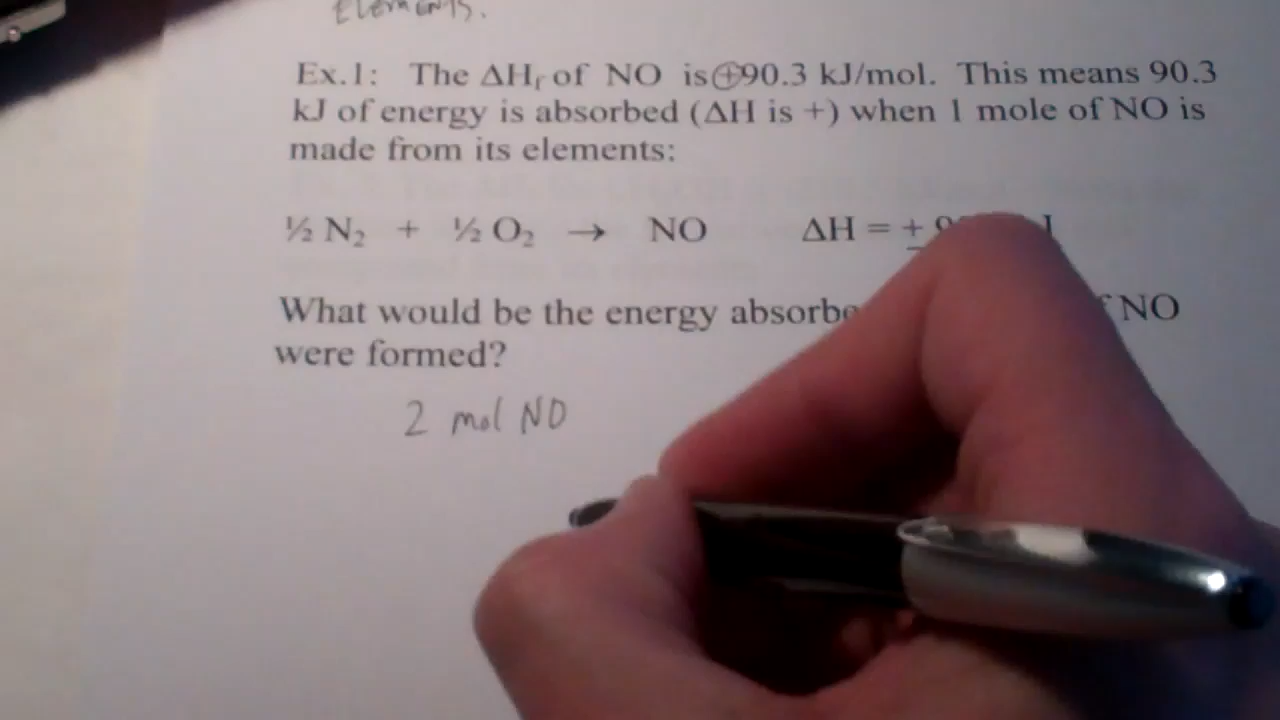 Elements.
Ex.1: The ΔHf of NO is +90.3 kJ/mol. This means 90.3
kJ of energy is absorbed (ΔH is +) when 1 mole of NO is
made from its elements:
½ N₂ + ½ O₂ → NO ΔH = +
What would be the energy NO
were formed?
2 mol NO